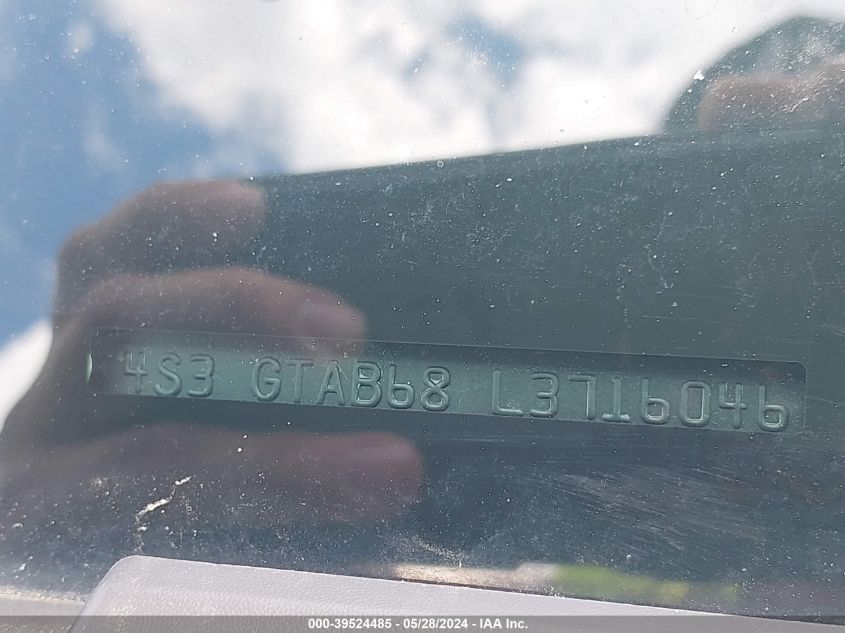 4S3 GTAB68 L3716046
000-39524485 - 05/28/2024 - IAA Inc.